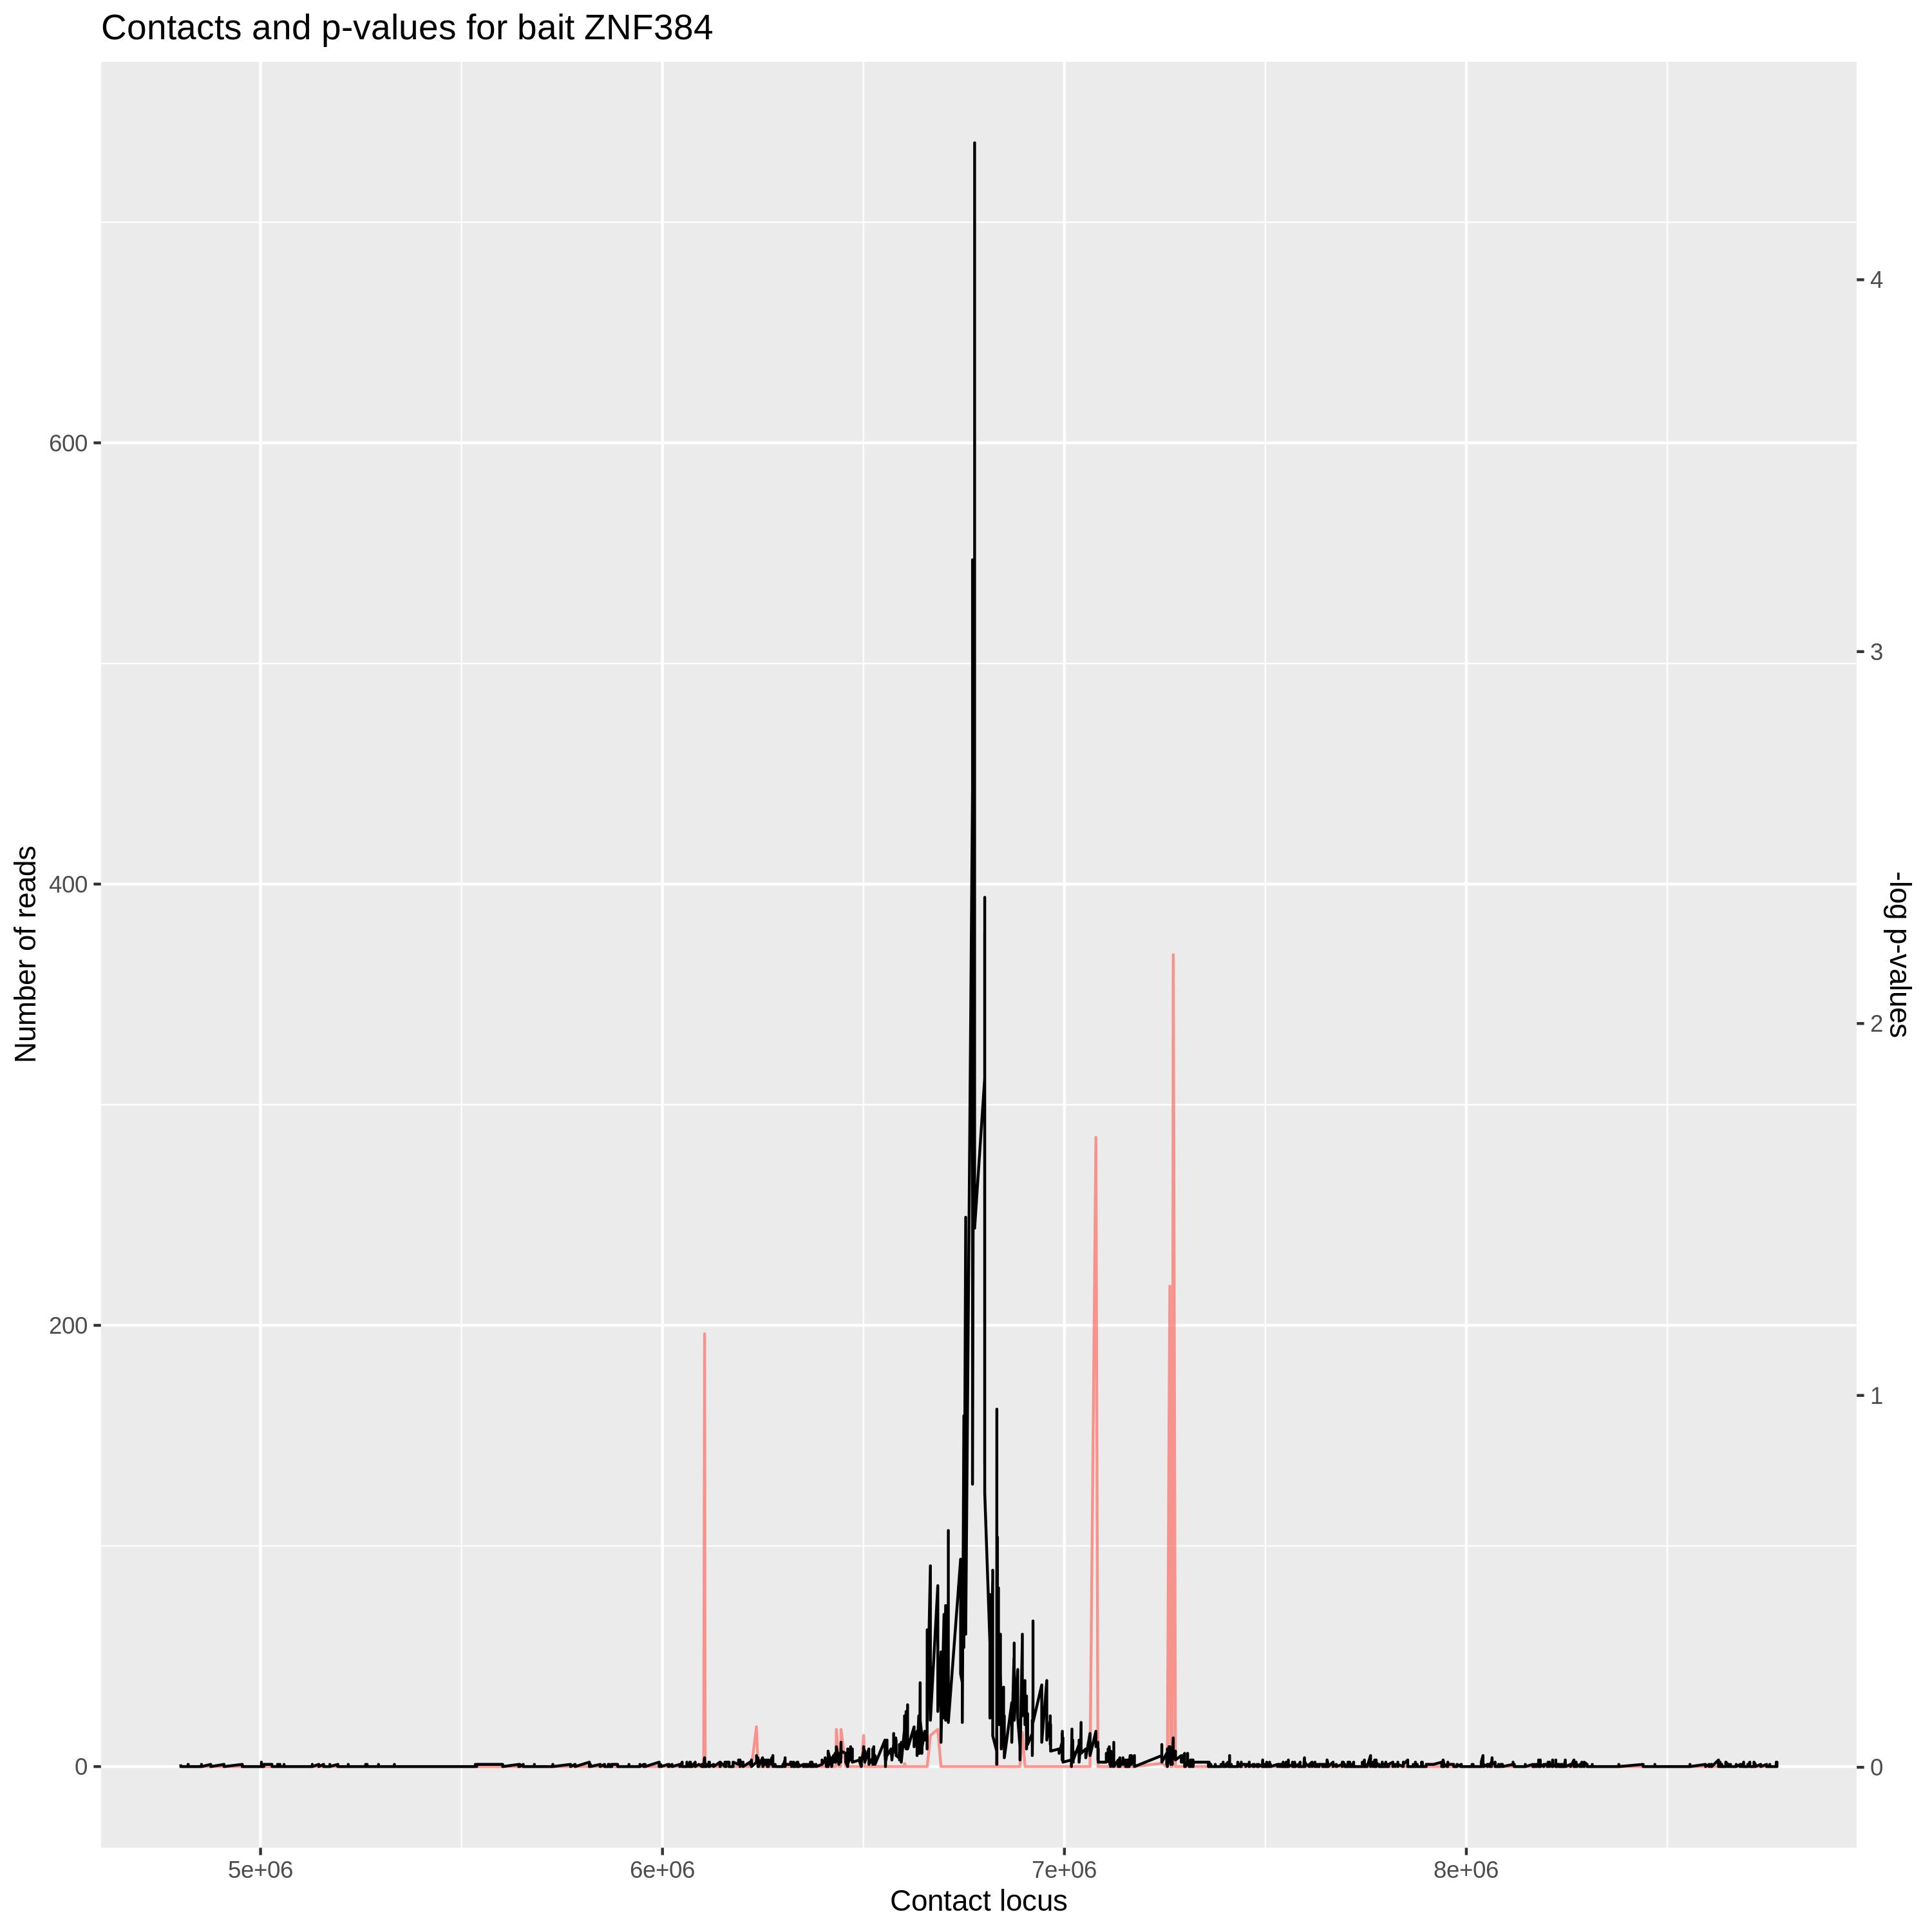 Contacts and p-values for bait ZNF384
Number of reads
600
400
200
0
4
3
2
1
0
-log p-values
5e+06
6e+06
7e+06
8e+06
Contact locus